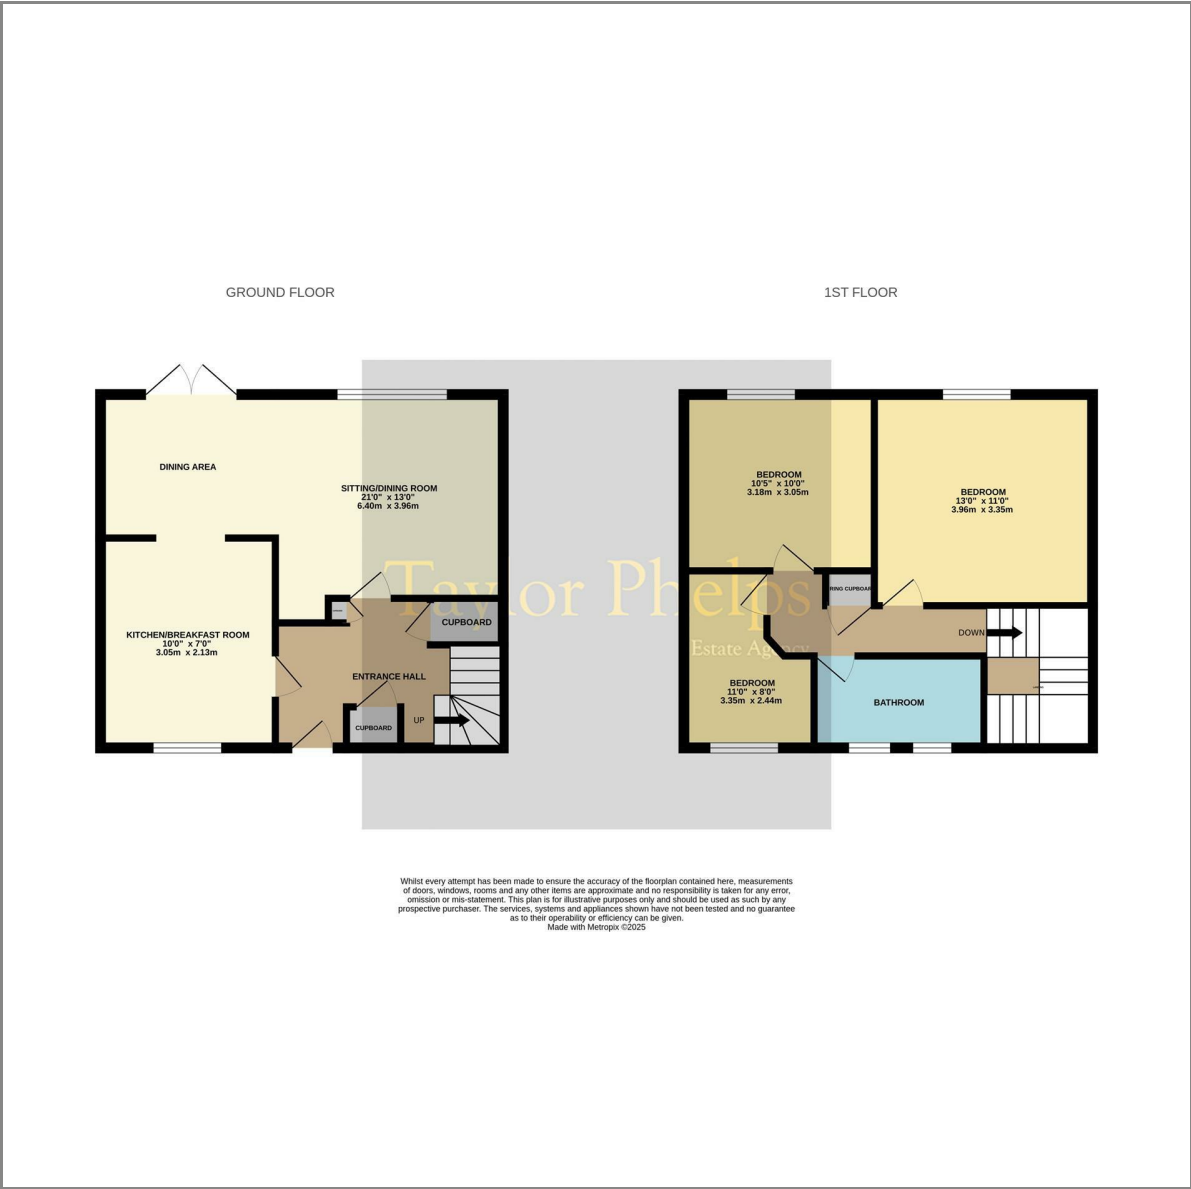 GROUND FLOOR
1ST FLOOR
DINING AREA
SITTING/DINING ROOM
21'0" x 13'0"
6.40m x 3.96m
KITCHEN/BREAKFAST ROOM
10'0" x 7'0"
3.05m x 2.13m
CUPBOARD
ENTRANCE HALL
CUPBOARD
UP
BEDROOM
10'5" x 10'0"
3.18m x 3.05m
BEDROOM
13'0" x 11'0"
3.96m x 3.35m
RING CUPBOAR
DOWN
BEDROOM
11'0" x 8'0"
3.35m x 2.44m
BATHROOM
Taylor Phelps
Estate Agency
Whilst every attempt has been made to ensure the accuracy of the floorplan contained here, measurements
of doors, windows, rooms and any other items are approximate and no responsibility is taken for any error,
omission or mis-statement. This plan is for illustrative purposes only and should be used as such by any
prospective purchaser. The services, systems and appliances shown have not been tested and no guarantee
as to their operability or efficiency can be given.
Made with Metropix ©2025